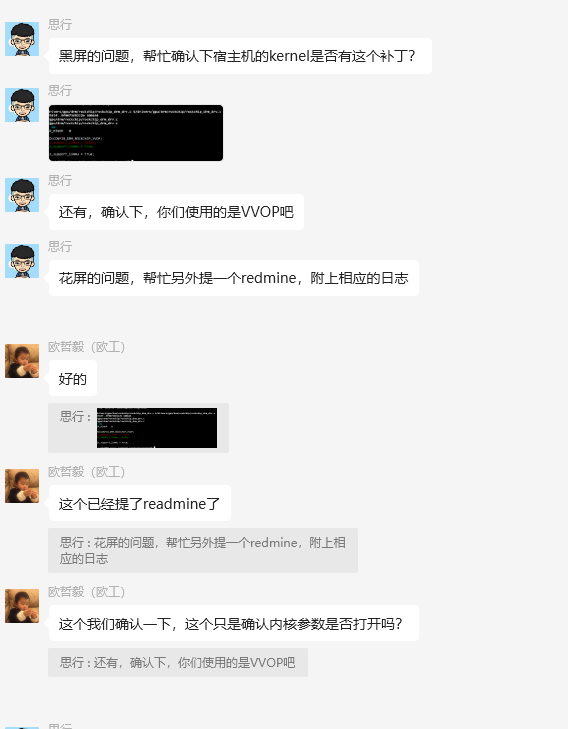 思行
黑屏的问题，帮忙确认下宿主机的kernel是否有这个补丁？
思行
思行
还有，确认下，你们使用的是VVOP吧
思行
花屏的问题，帮忙另外提一个redmine，附上相应的日志
欧哲毅（欧工）
好的
思行 :
欧哲毅（欧工）
这个已经提了readmine了
思行 : 花屏的问题，帮忙另外提一个redmine，附上相
应的日志
欧哲毅（欧工）
这个我们确认一下，这个只是确认内核参数是否打开吗？
思行 : 还有，确认下，你们使用的是VVOP吧
思行